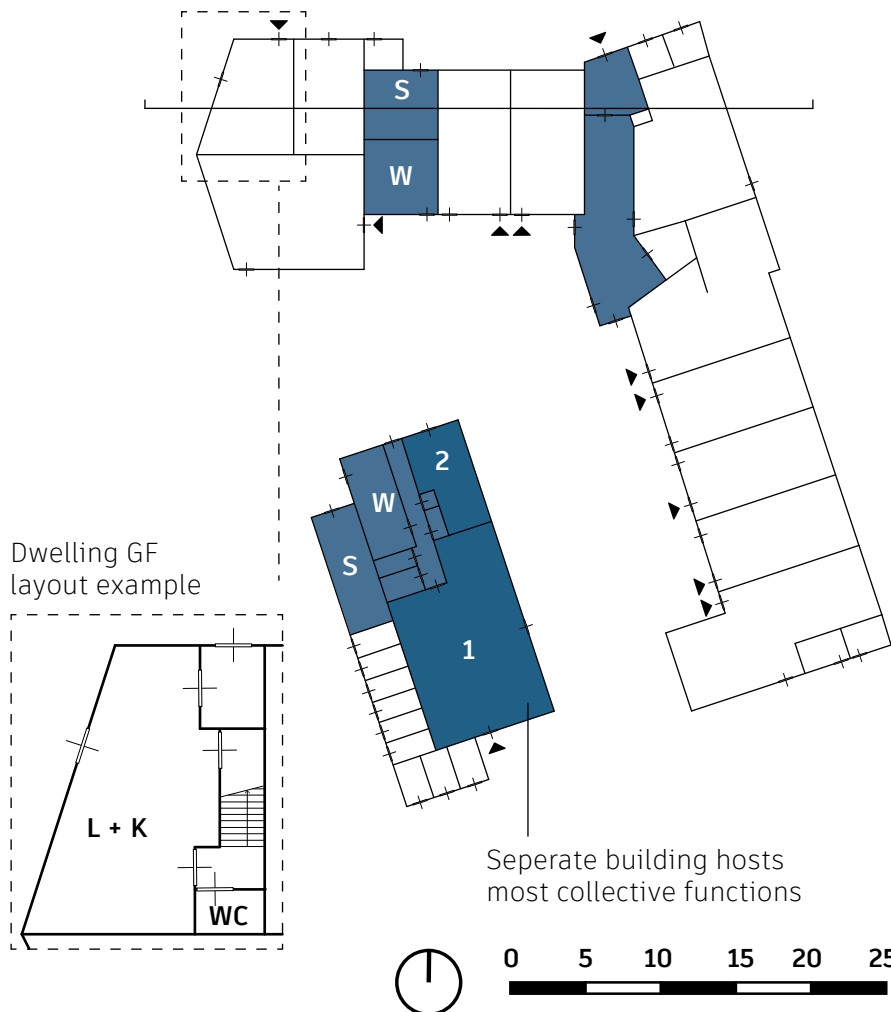 S
W
2
W
S
1
Dwelling GF
layout example
L + K
WC
Seperate building hosts
most collective functions
0 5 10 15 20 25